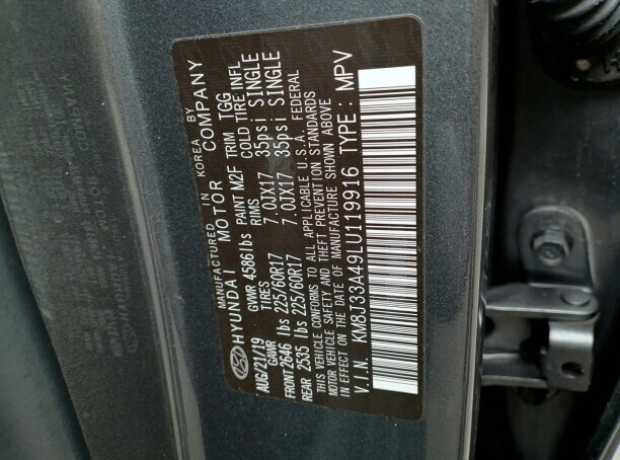 MANUFACTURED IN KOREA BY
HYUNDAI MOTOR COMPANY
AUG/21/19 GVWR 4586lbs PAINT M2F TRIM TGG
GAWR TIRES RIMS COLD TIRE INFL
FRONT 2646 lbs 225/60R17 7.0JX17 35psi SINGLE
REAR 2535 lbs 225/60R17 7.0JX17 35psi SINGLE
THIS VEHICLE CONFORMS TO ALL APPLICABLE U.S.A. FEDERAL
MOTOR VEHICLE SAFETY AND THEFT PREVENTION STANDARDS
IN EFFECT ON THE DATE OF MANUFACTURE SHOWN ABOVE
V.I.N. KM8J33A49LU119916 TYPE: MPV